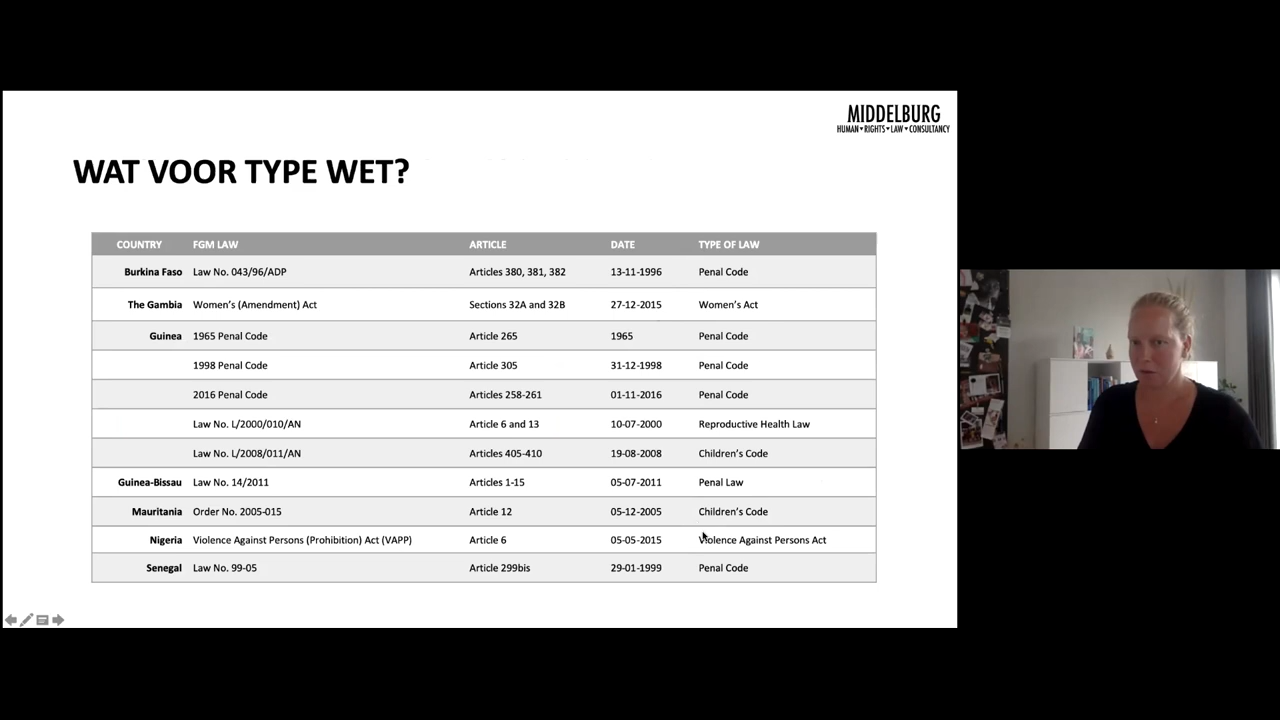 MIDDELBURG
HUMAN♥RIGHTS♥LAW♥CONSULTANCY
WAT VOOR TYPE WET?
COUNTRY FGM LAW ARTICLE DATE TYPE OF LAW
Burkina Faso Law No. 043/96/ADP Articles 380, 381, 382 13-11-1996 Penal Code
The Gambia Women's (Amendment) Act Sections 32A and 32B 27-12-2015 Women's Act
Guinea 1965 Penal Code Article 265 1965 Penal Code
1998 Penal Code Article 305 31-12-1998 Penal Code
2016 Penal Code Articles 258-261 01-11-2016 Penal Code
Law No. L/2000/010/AN Article 6 and 13 10-07-2000 Reproductive Health Law
Law No. L/2008/011/AN Articles 405-410 19-08-2008 Children's Code
Guinea-Bissau Law No. 14/2011 Articles 1-15 05-07-2011 Penal Law
Mauritania Order No. 2005-015 Article 12 05-12-2005 Children's Code
Nigeria Violence Against Persons (Prohibition) Act (VAPP) Article 6 05-05-2015 Violence Against Persons Act
Senegal Law No. 99-05 Article 299bis 29-01-1999 Penal Code